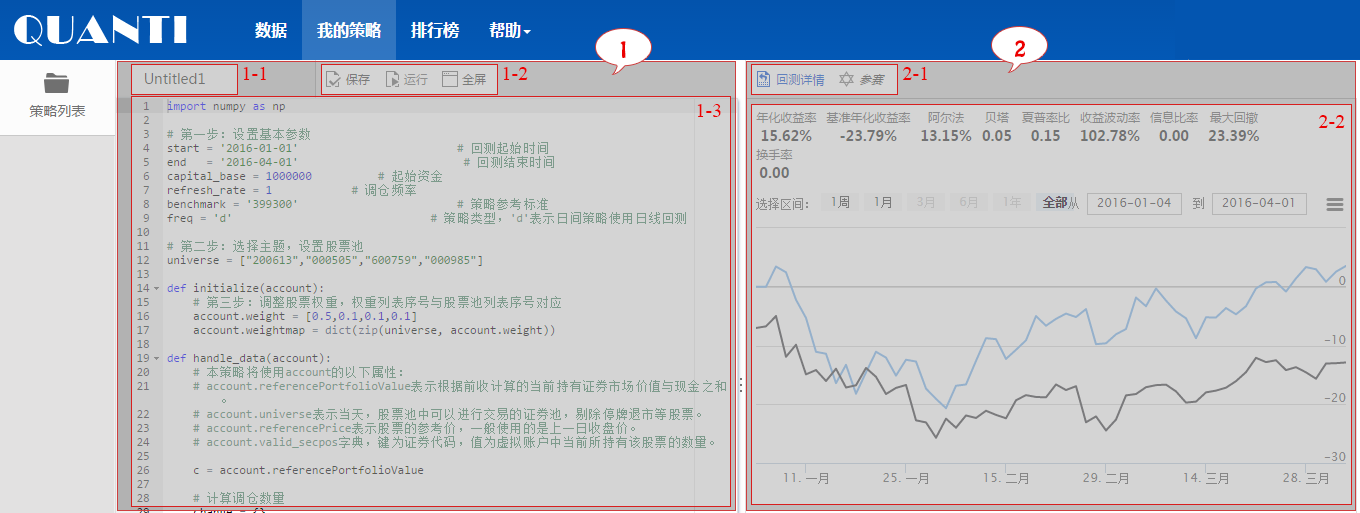 QUANTI 数据 我的策略 排行榜 帮助
策略列表
1
Untitled1 1-1 保存 运行 全屏 1-2
1-3
1 import numpy as np
2
3 # 第一步：设置基本参数
4 start = '2016-01-01' # 回测起始时间
5 end = '2016-04-01' # 回测结束时间
6 capital_base = 1000000 # 起始资金
7 refresh_rate = 1 # 调仓频率
8 benchmark = '399300' # 策略参考标准
9 freq = 'd' # 策略类型，'d'表示日间策略使用日线回测
10
11 # 第二步：选择主题，设置股票池
12 universe = ["200613","000505","600759","000985"]
13
14 def initialize(account):
15 # 第三步：调整股票权重，权重列表序号与股票池列表序号对应
16 account.weight = [0.5,0.1,0.1,0.1]
17 account.weightmap = dict(zip(universe, account.weight))
18
19 def handle_data(account):
20 # 本策略将使用account的以下属性：
21 # account.referencePortfolioValue表示根据前收计算的当前持有证券市场价值与现金之和
。
22 # account.universe表示当天，股票池中可以进行交易的证券池，剔除停牌退市等股票。
23 # account.referencePrice表示股票的参考价，一般使用的是上一日收盘价。
24 # account.valid_secpos字典，键为证券代码，值为虚拟账户中当前所持有该股票的数量。
25
26 c = account.referencePortfolioValue
27
28 # 计算调仓数量
29 change = {}
2
回测详情 参赛 2-1
2-2
年化收益率 基准年化收益率 阿尔法 贝塔 夏普率比 收益波动率 信息比率 最大回撤
15.62% -23.79% 13.15% 0.05 0.15 102.78% 0.00 23.39%
换手率
0.00
选择区间： 1周 1月 3月 6月 1年 全部 从 2016-01-04 到 2016-04-01
0
-10
-20
-30
11. 一月 25. 一月 15. 二月 29. 二月 14. 三月 28. 三月